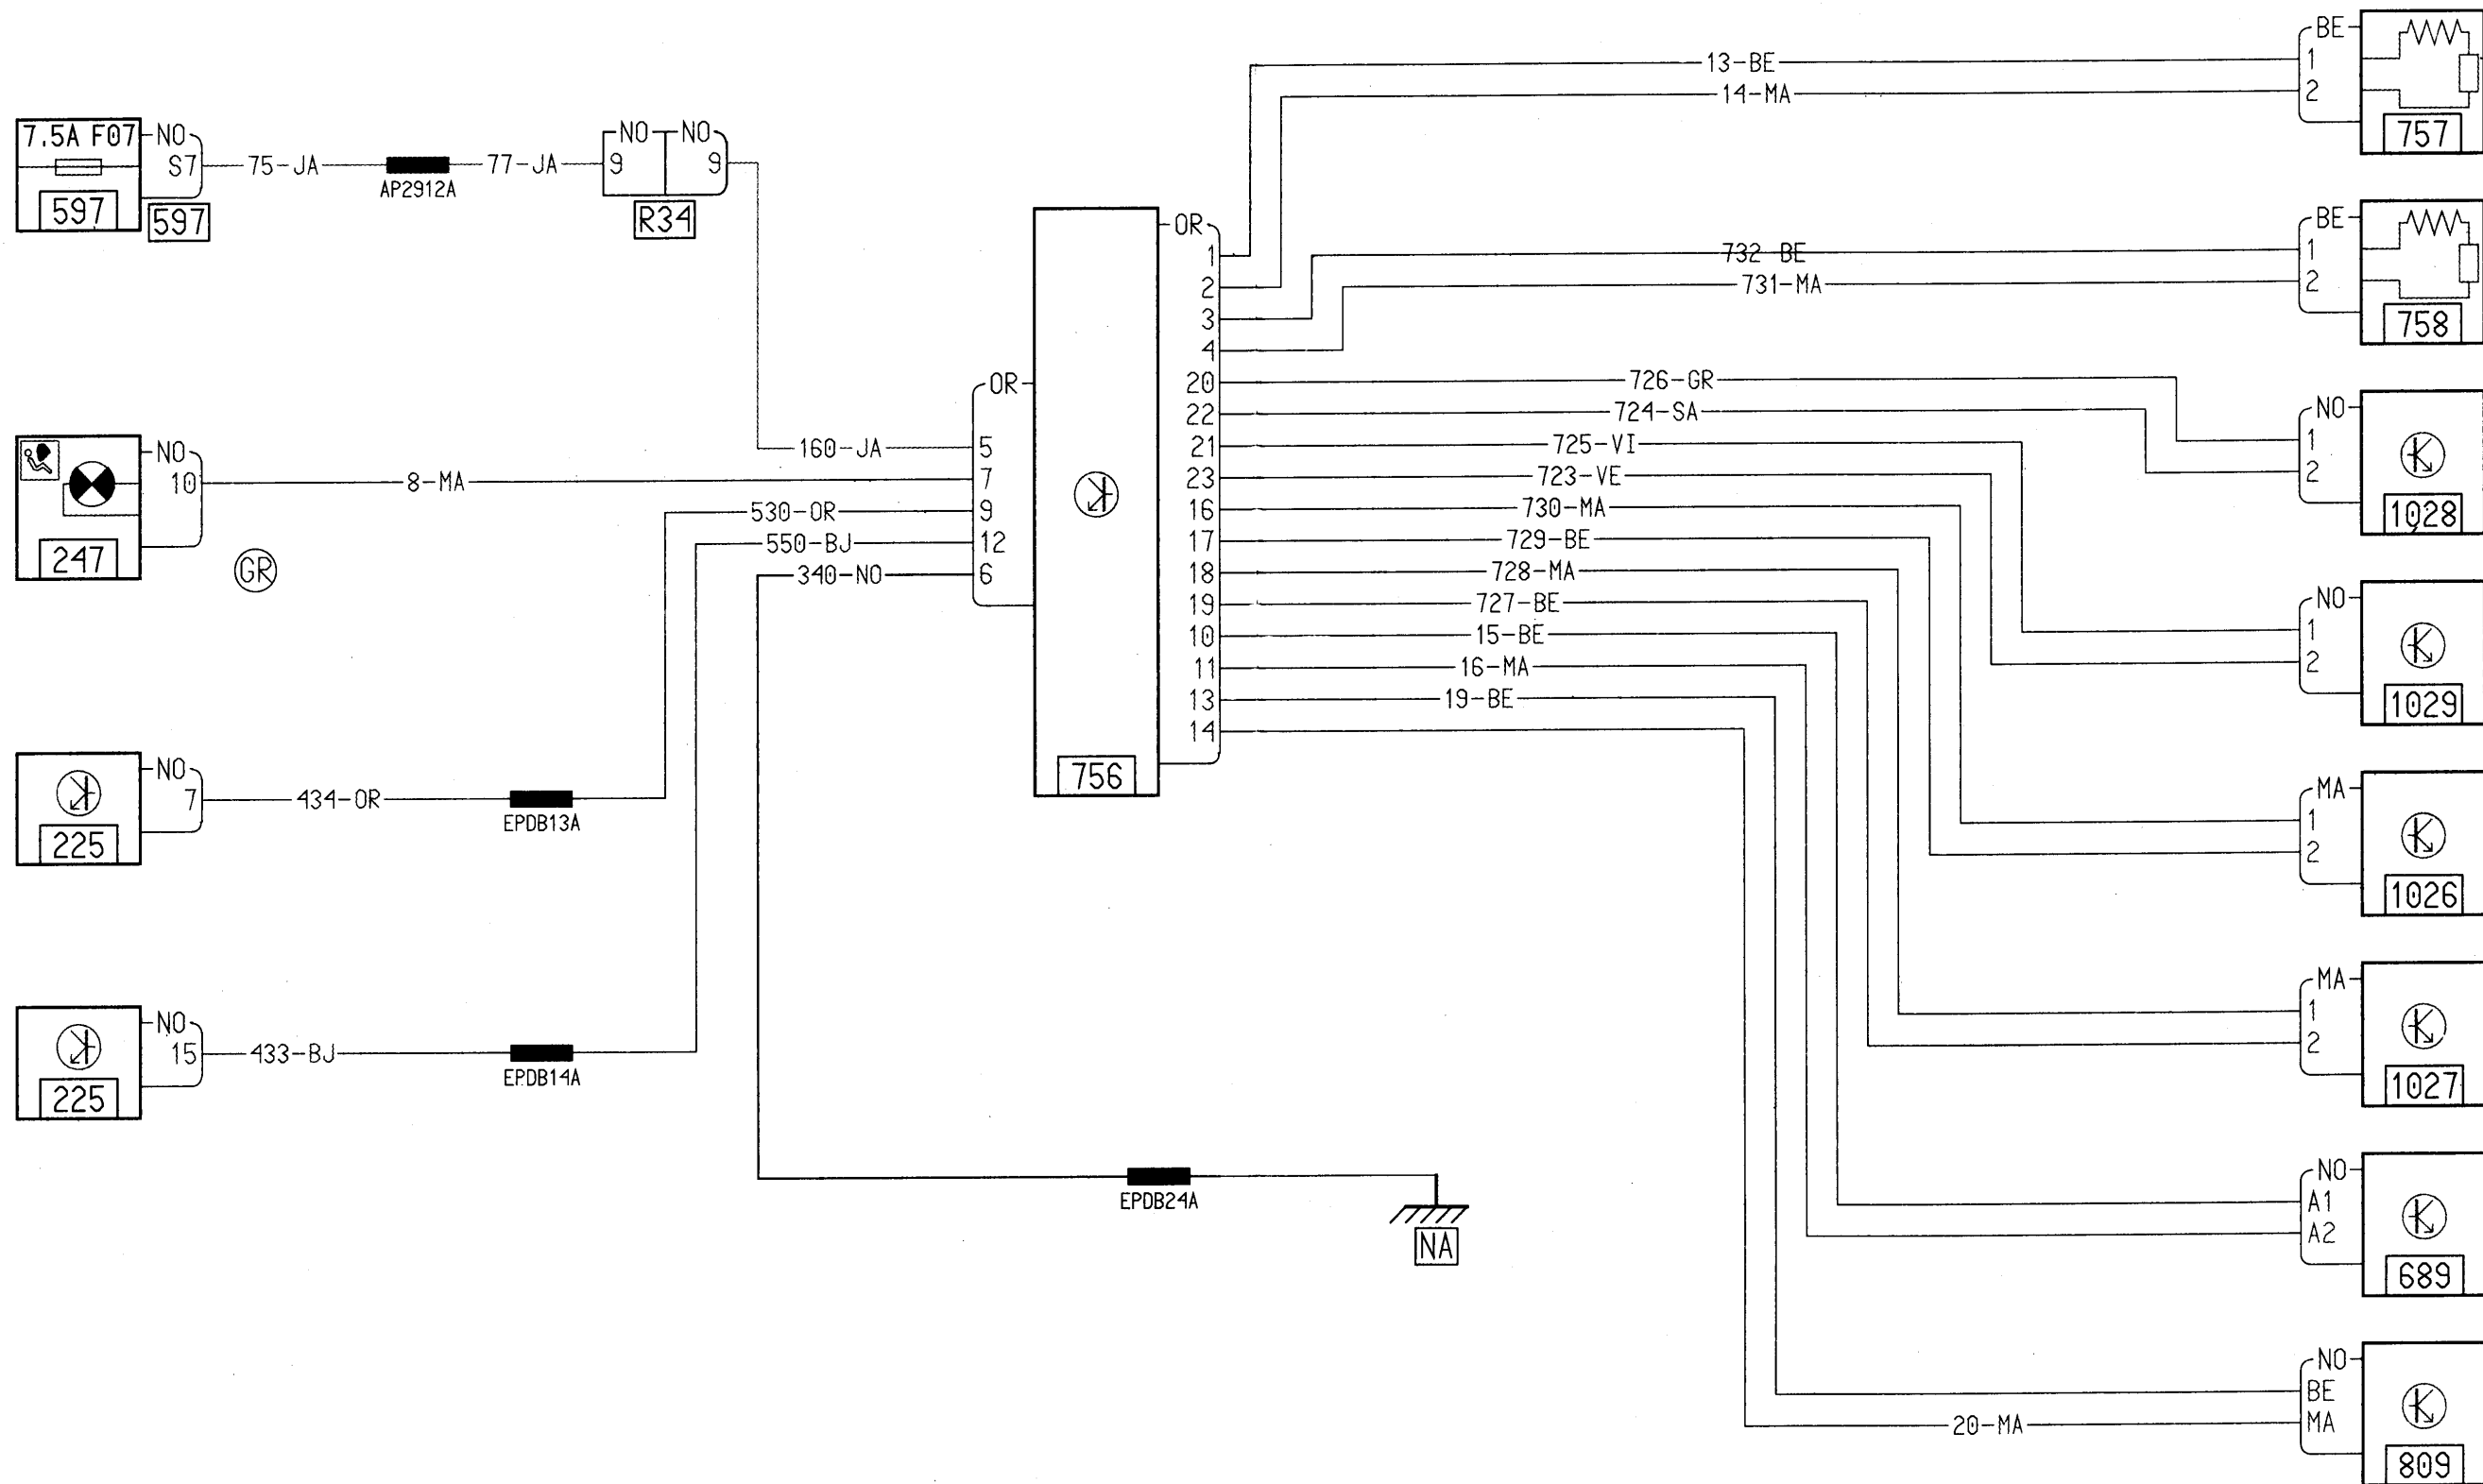 7.5A F07
NO
S7
597
597
75-JA
AP2912A
77-JA
NO
NO
9
9
R34
NO
10
247
GR
8-MA
NO
7
225
434-OR
EPDB13A
NO
15
225
433-BJ
EPDB14A
OR
160-JA
5
7
530-OR
9
550-BJ
12
340-NO
6
EPDB24A
NA
756
OR
1
2
3
4
20
22
21
23
16
17
18
19
10
11
13
14
13-BE
14-MA
732-BE
731-MA
726-GR
724-SA
725-VI
723-VE
730-MA
729-BE
728-MA
727-BE
15-BE
16-MA
19-BE
20-MA
BE
1
2
757
BE
1
2
758
NO
1
2
1028
NO
1
2
1029
MA
1
2
1026
MA
1
2
1027
NO
A1
A2
689
NO
BE
MA
809